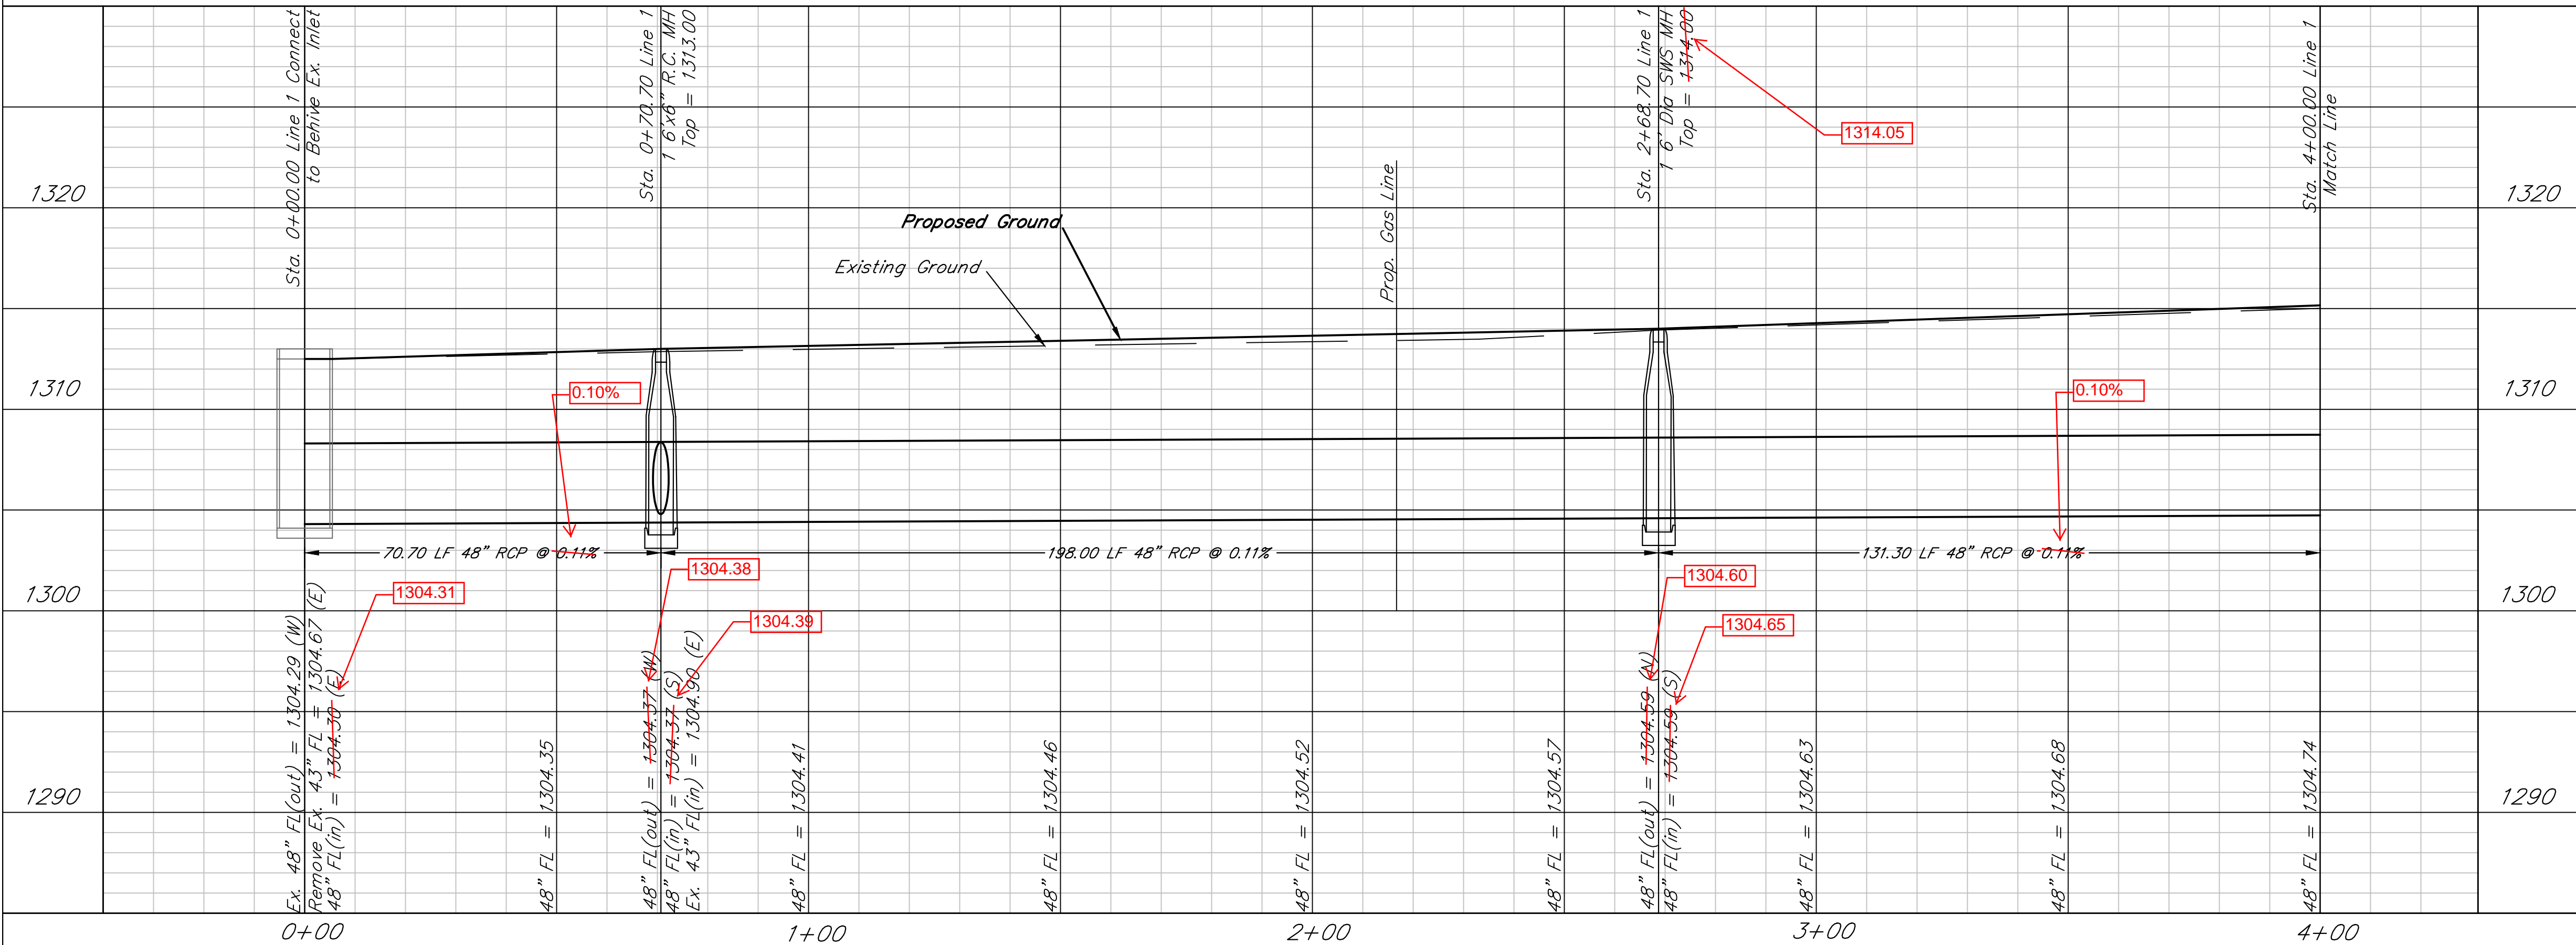 Sta. 0+00.00 Line 1 Connect
to Behive Ex. Inlet
Sta. 0+70.70 Line 1
1 6'x6" R.C. MH
Top = 1313.00
Sta. 2+68.70 Line 1
1 6' Dia SWS MH
Top = 1314.00
1314.05
Sta. 4+00.00 Line 1
Match Line
1320
1320
Proposed Ground
Existing Ground
Prop. Gas Line
1310
1310
0.10%
0.10%
70.70 LF 48" RCP @ 0.11%
198.00 LF 48" RCP @ 0.11%
131.30 LF 48" RCP @ 0.11%
1300
1300
1304.31
1304.38
1304.39
1304.60
1304.65
Ex. 48" FL(out) = 1304.29 (W)
Remove Ex. 43" FL = 1304.67 (E)
48" FL(in) = 1304.30 (E)
48" FL = 1304.35
48" FL(out) = 1304.37 (W)
48" FL(in) = 1304.37 (S)
Ex. 43" FL(in) = 1304.90 (E)
48" FL = 1304.41
48" FL = 1304.46
48" FL = 1304.52
48" FL = 1304.57
48" FL(out) = 1304.59 (N)
48" FL(in) = 1304.59 (S)
48" FL = 1304.63
48" FL = 1304.68
48" FL = 1304.74
1290
1290
0+00
1+00
2+00
3+00
4+00